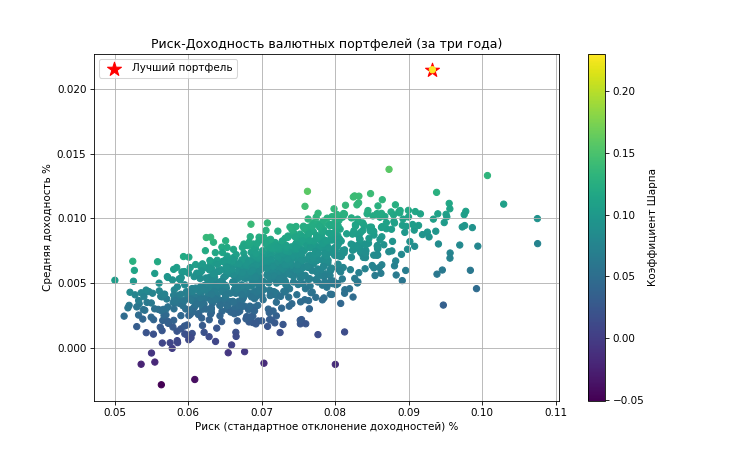 Риск-Доходность валютных портфелей (за три года)
Лучший портфель
0.020
0.015
0.010
0.005
0.000
Средняя доходность %
0.05 0.06 0.07 0.08 0.09 0.10 0.11
Риск (стандартное отклонение доходностей) %
0.20
0.15
0.10
0.05
0.00
−0.05
Коэффициент Шарпа